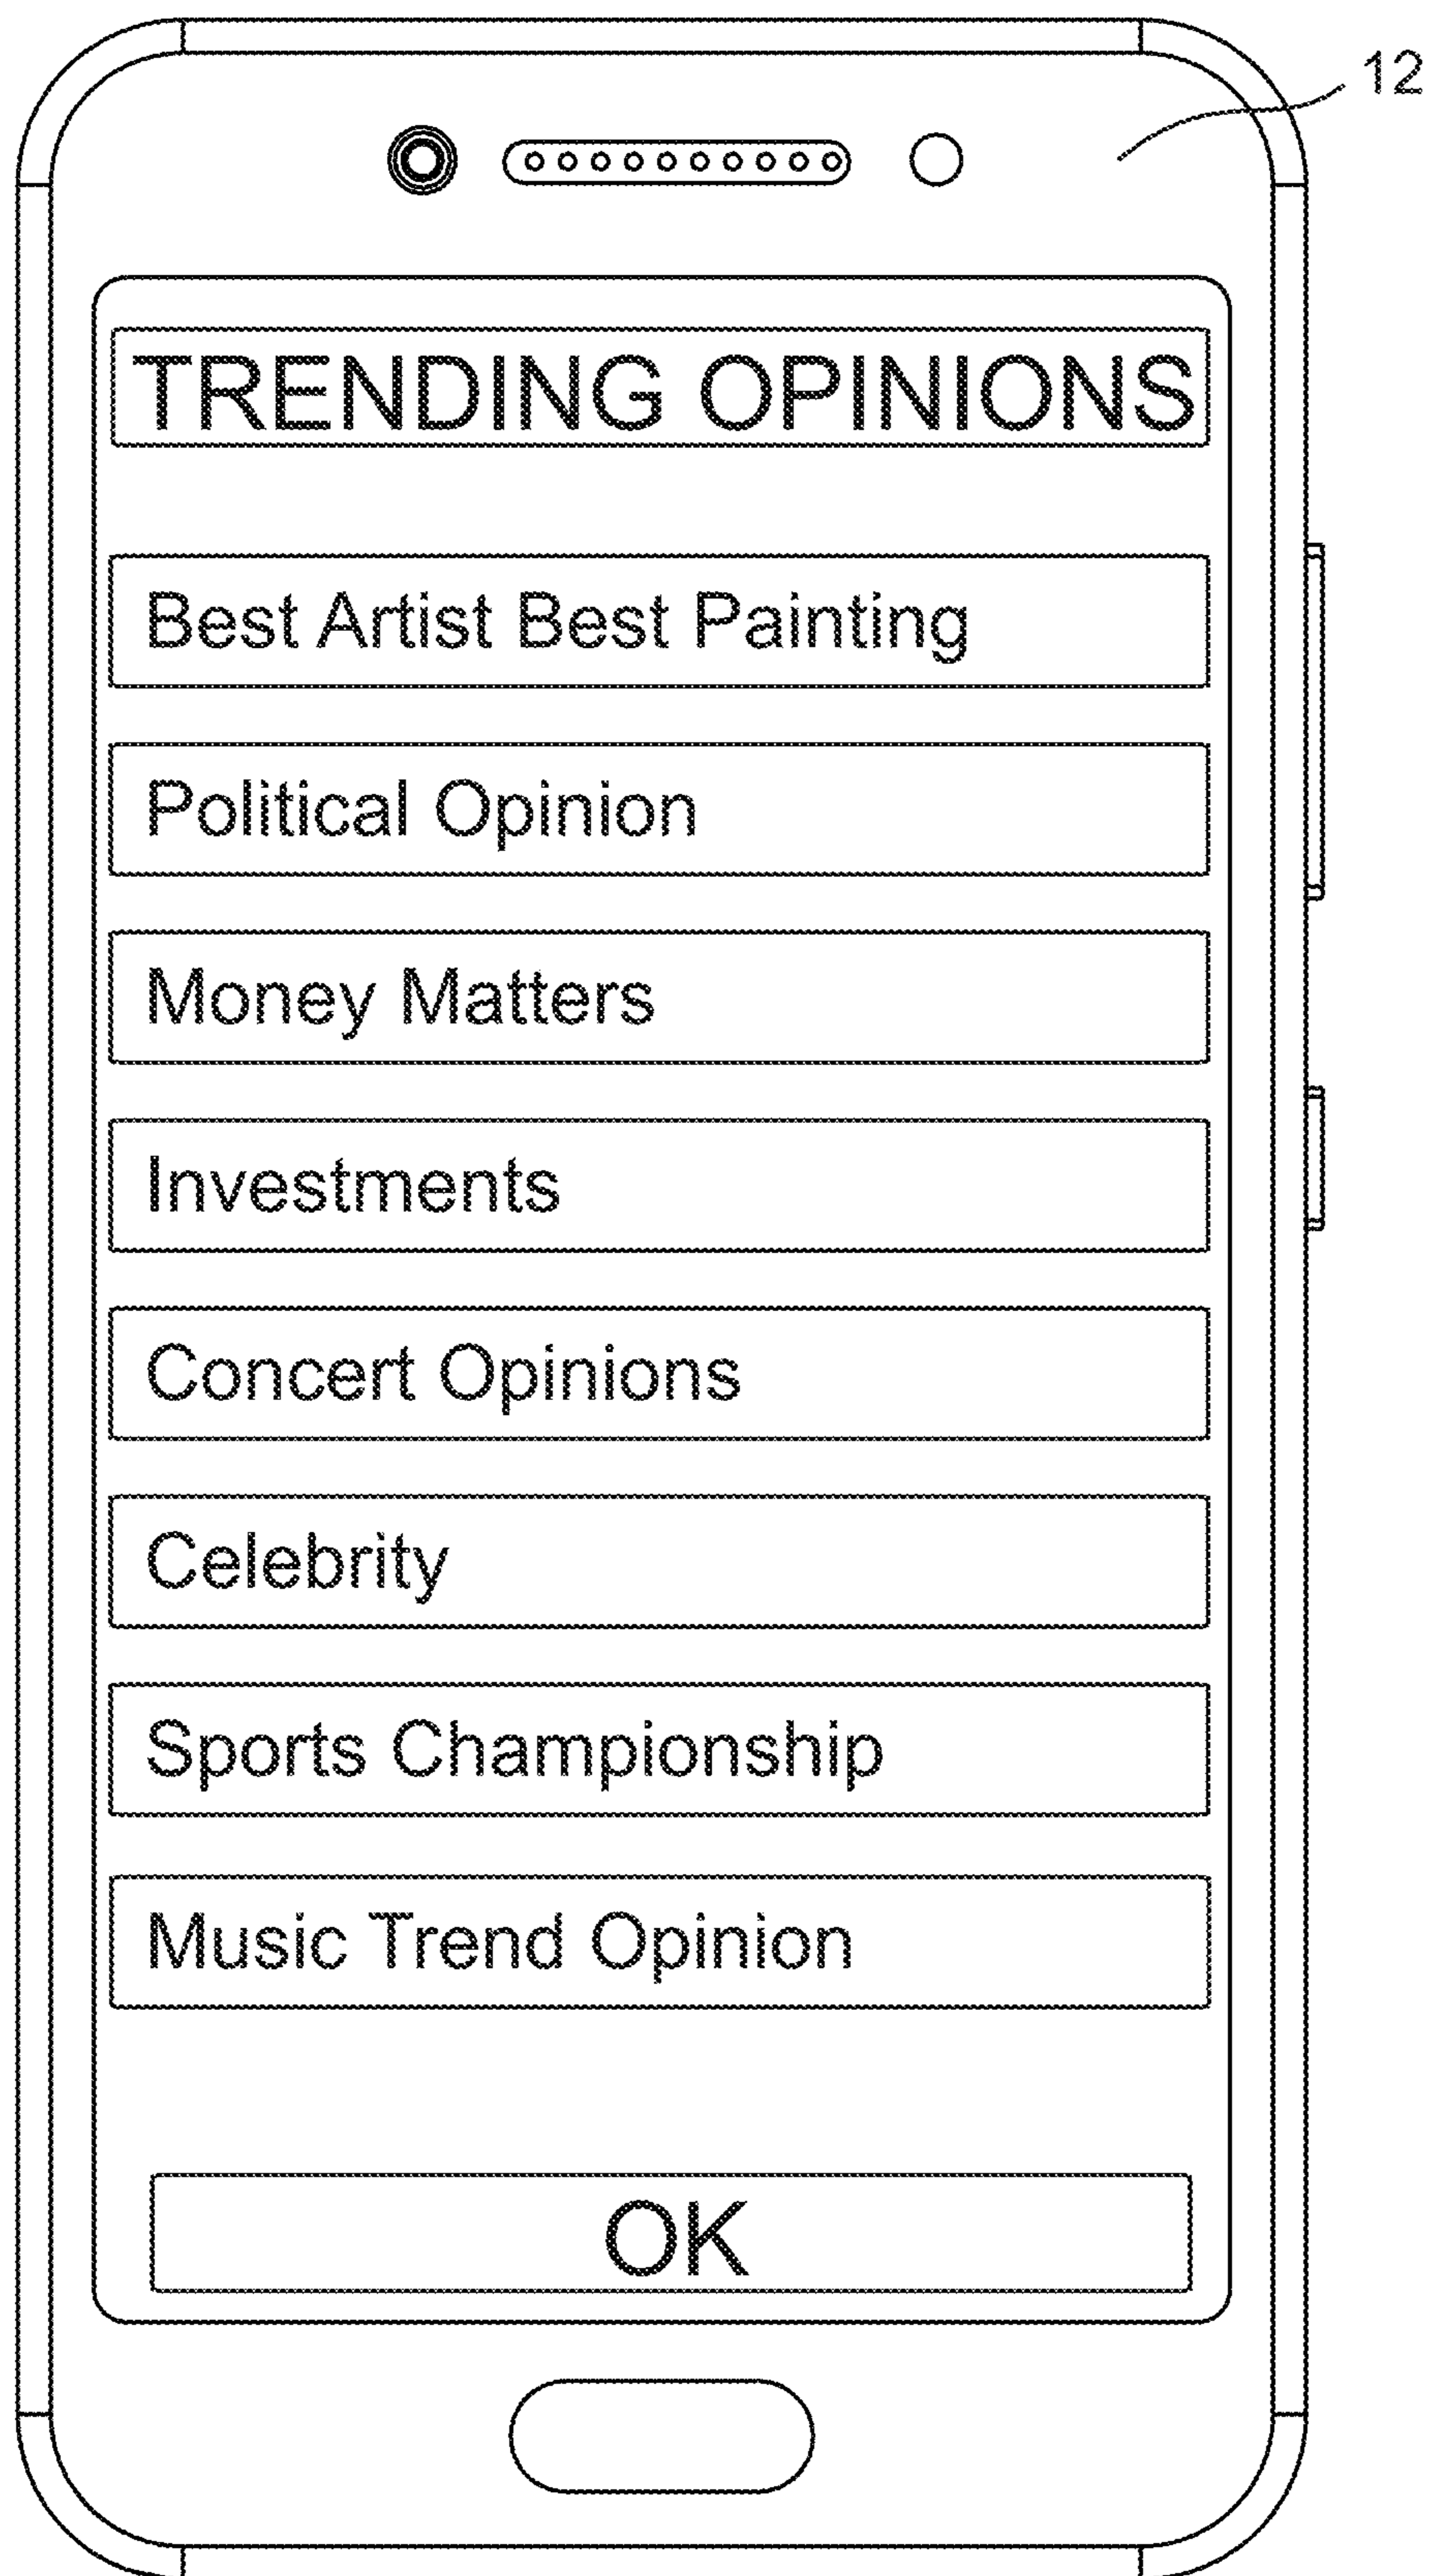 12
TRENDING OPINIONS
Best Artist Best Painting
Political Opinion
Money Matters
Investments
Concert Opinions
Celebrity
Sports Championship
Music Trend Opinion
OK